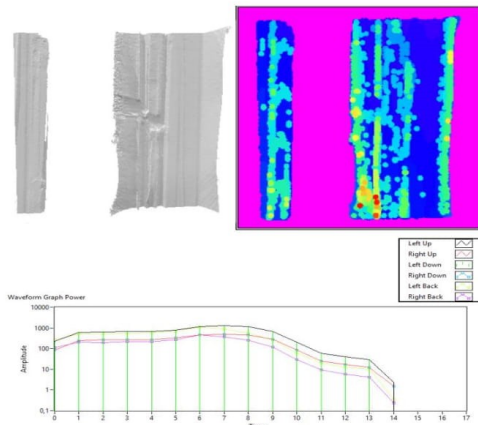 Left Up
Right Up
Left Down
Right Down
Left Back
Right Back
Waveform Graph Power
Amplitude
10000
1000
100
10
1
0,1
0 1 2 3 4 5 6 7 8 9 10 11 12 13 14 15 16 17